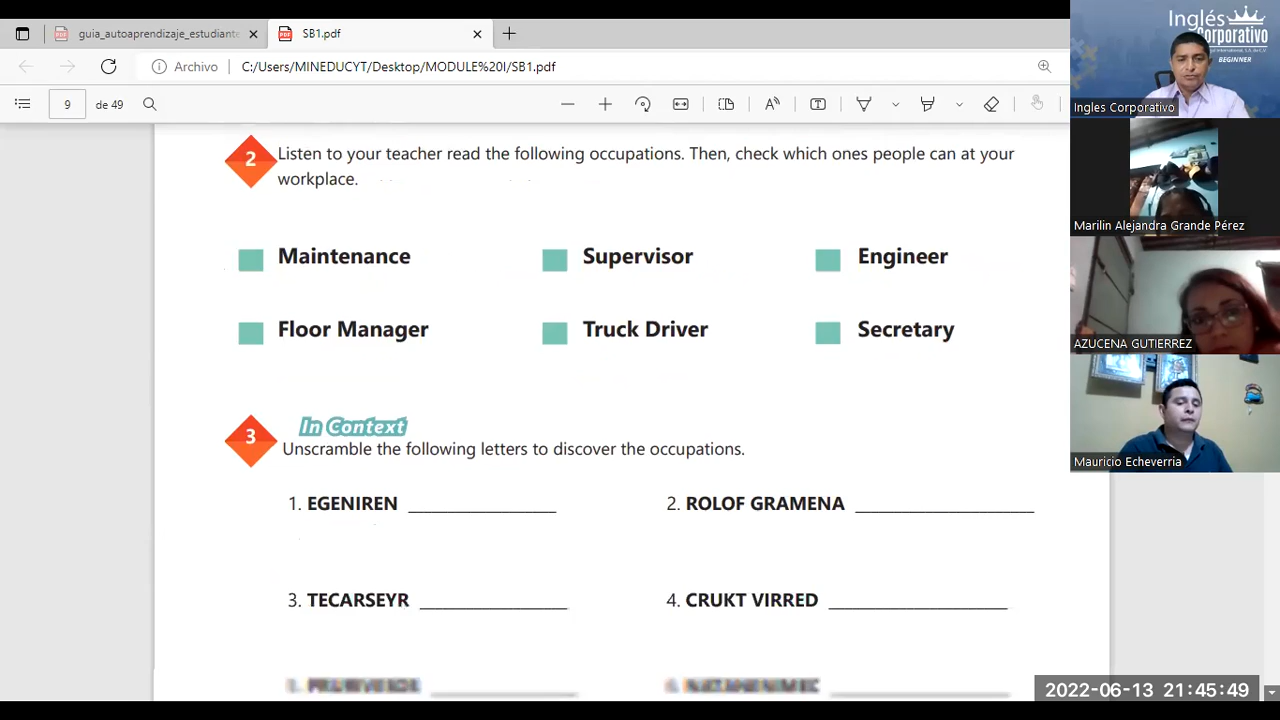 guia_autoaprendizaje_estudiante
SB1.pdf
Archivo
C:/Users/MINEDUCYT/Desktop/MODULE%20I/SB1.pdf
9
de 49
2
Listen to your teacher read the following occupations. Then, check which ones people can at your
workplace.
Maintenance
Supervisor
Engineer
Floor Manager
Truck Driver
Secretary
3
In Context
Unscramble the following letters to discover the occupations.
1. EGENIREN
2. ROLOF GRAMENA
3. TECARSEYR
4. CRUKT VIRRED
Inglés
Corporativo
BEGINNER
Ingles Corporativo
Marilin Alejandra Grande Pérez
AZUCENA GUTIERREZ
Mauricio Echeverria
2022-06-13 21:45:49